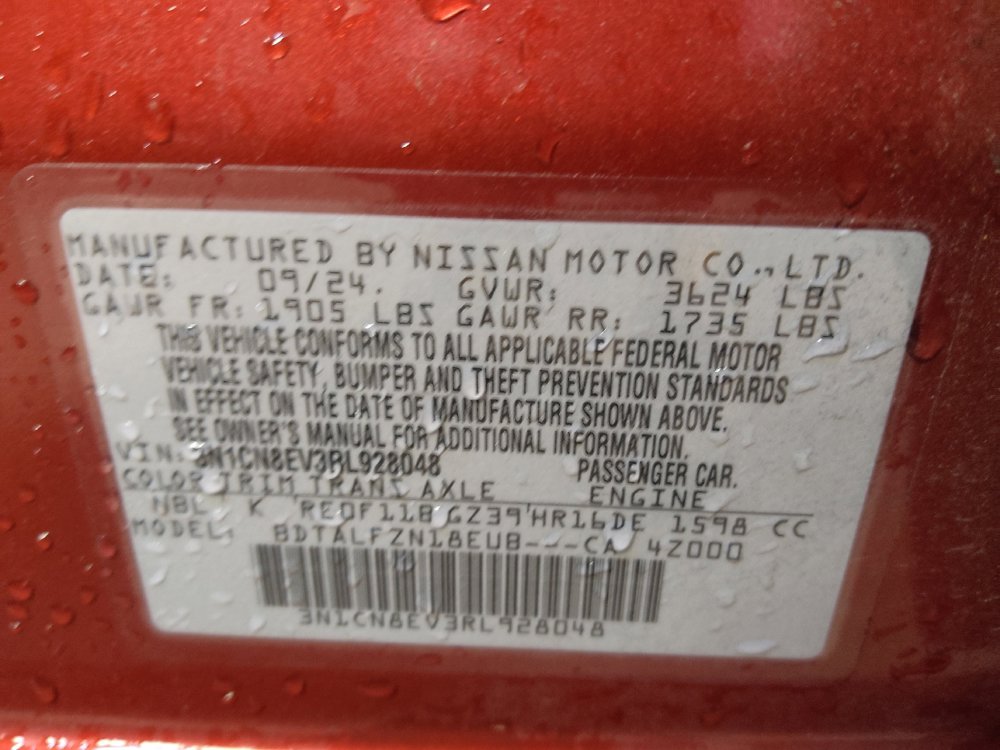 MANUFACTURED BY NISSAN MOTOR CO., LTD.
DATE: 09/24. GVWR: 3624 LBS
GAWR FR: 1905 LBS GAWR RR: 1735 LBS
THIS VEHICLE CONFORMS TO ALL APPLICABLE FEDERAL MOTOR
VEHICLE SAFETY, BUMPER AND THEFT PREVENTION STANDARDS
IN EFFECT ON THE DATE OF MANUFACTURE SHOWN ABOVE.
SEE OWNER'S MANUAL FOR ADDITIONAL INFORMATION.
VIN: 3N1CN8EV3RL928048 PASSENGER CAR.
COLOR TRIM TRANS AXLE ENGINE
NBL K RE0F11B GZ39 HR16DE 1598 CC
MODEL: BDTALFZN18EUB---CA 4Z000
3N1CN8EV3RL928048